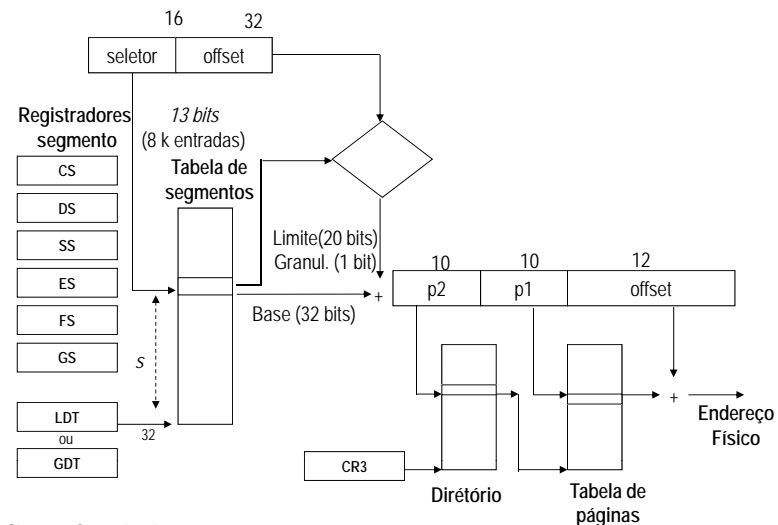 16
32
seletor
offset
Registradores
segmento
CS
DS
SS
ES
FS
GS
LDT
ou
GDT
13 bits
(8 k entradas)
Tabela de
segmentos
S
32
Limite(20 bits)
Granul. (1 bit)
Base (32 bits)
+
10
10
12
p2
p1
offset
+
Endereço
Físico
CR3
Dirétório
Tabela de
páginas